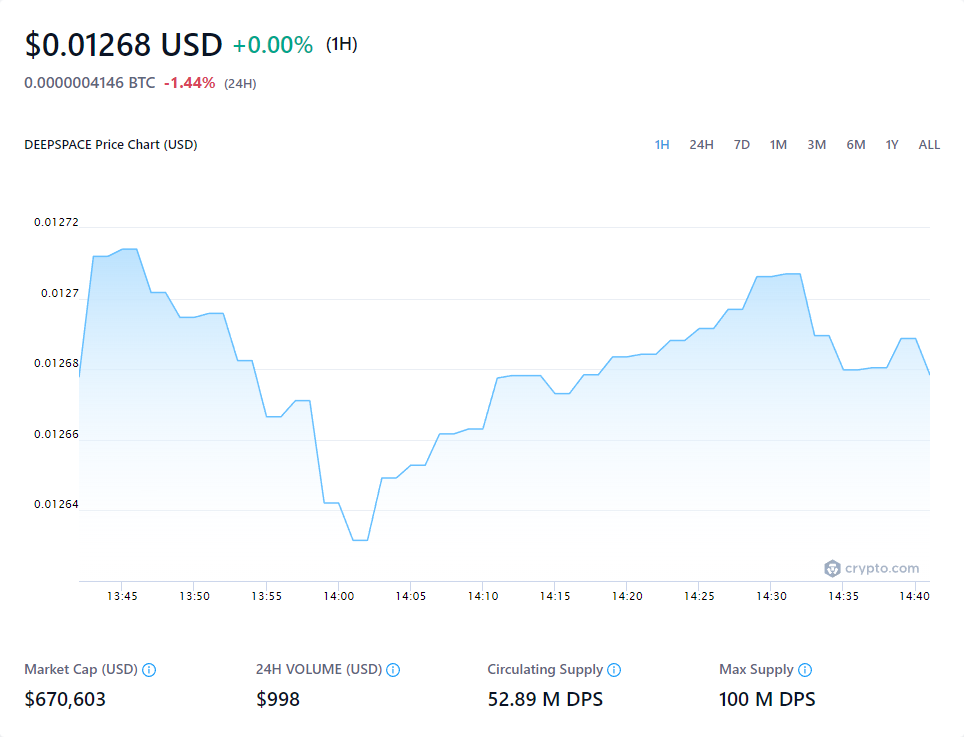 $0.01268 USD +0.00% (1H)
0.0000004146 BTC -1.44% (24H)
DEEPSPACE Price Chart (USD) 1H 24H 7D 1M 3M 6M 1Y ALL
0.01272
0.0127
0.01268
0.01266
0.01264
crypto.com
13:45 13:50 13:55 14:00 14:05 14:10 14:15 14:20 14:25 14:30 14:35 14:40
Market Cap (USD) 24H VOLUME (USD) Circulating Supply Max Supply
$670,603 $998 52.89 M DPS 100 M DPS